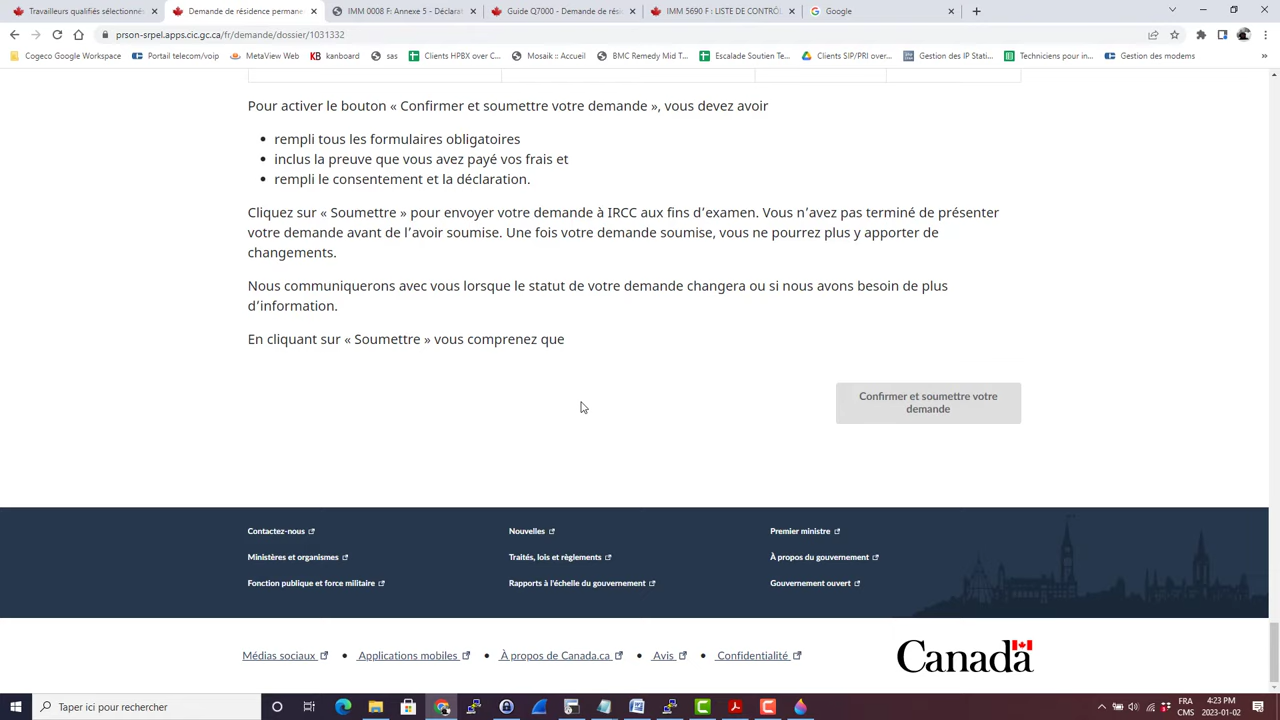 Travailleurs qualifiés sélectionnés
Demande de résidence permane
IMM 0008 F: Annexe 5 - Déclarat
Guide Q7000 - Demande de rési
IMM 5690 F : LISTE DE CONTRÔL
Google
prson-srpel.apps.cic.gc.ca/fr/demande/dossier/1031332
Cogeco Google Workspace
Portail telecom/voip
MetaView Web
KB kanboard
sas
Clients HPBX over C...
Mosaik :: Accueil
BMC Remedy Mid T...
Escalade Soutien Te...
Clients SIP/PRI over...
Gestion des IP Stati...
Techniciens pour in...
Gestion des modems
»
Pour activer le bouton « Confirmer et soumettre votre demande », vous devez avoir
• rempli tous les formulaires obligatoires
• inclus la preuve que vous avez payé vos frais et
• rempli le consentement et la déclaration.
Cliquez sur « Soumettre » pour envoyer votre demande à IRCC aux fins d’examen. Vous n’avez pas terminé de présenter
votre demande avant de l’avoir soumise. Une fois votre demande soumise, vous ne pourrez plus y apporter de
changements.
Nous communiquerons avec vous lorsque le statut de votre demande changera ou si nous avons besoin de plus
d’information.
En cliquant sur « Soumettre » vous comprenez que
Confirmer et soumettre votre
demande
Contactez-nous
Nouvelles
Premier ministre
Ministères et organismes
Traités, lois et règlements
À propos du gouvernement
Fonction publique et force militaire
Rapports à l'échelle du gouvernement
Gouvernement ouvert
Médias sociaux • Applications mobiles • À propos de Canada.ca • Avis • Confidentialité
Canada
Taper ici pour rechercher
FRA
CMS
4:23 PM
2023-01-02